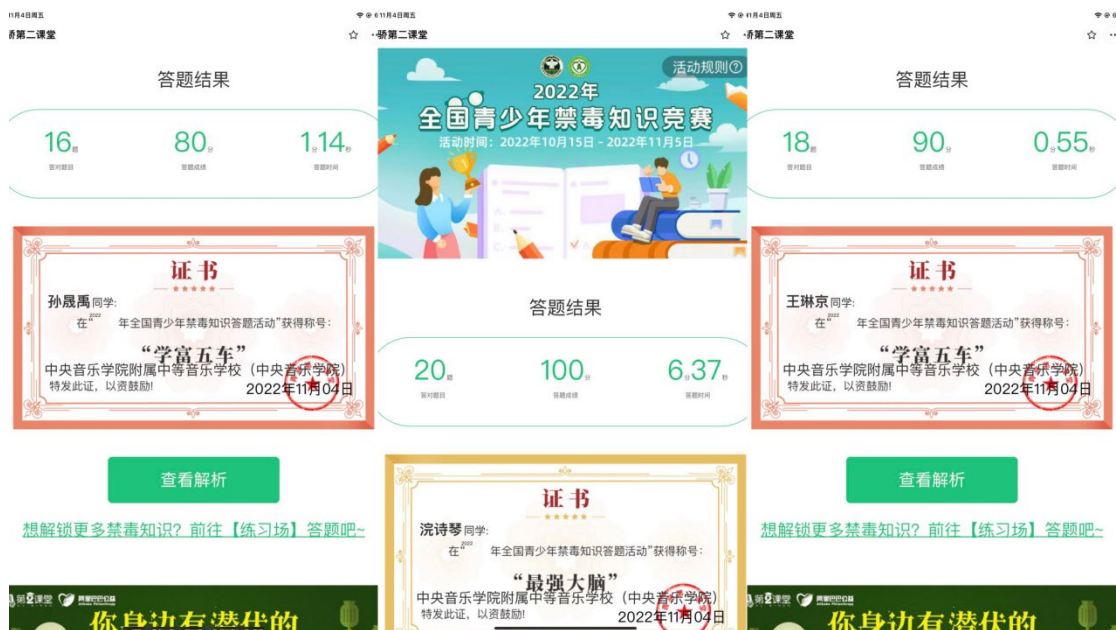 11月4日周五
骄第二课堂
答题结果
16题
80分
1分14秒
答对题目
答题成绩
答题时间
证书
孙晟禹同学:
在“2022年全国青少年禁毒知识答题活动”获得称号:
“学富五车”
中央音乐学院附属中等音乐学校（中央音乐学院）
特发此证，以资鼓励!
2022年11月04日
查看解析
想解锁更多禁毒知识？前往【练习场】答题吧~
第2课堂
阿里巴巴公益
你身边有潜伏的
11月4日周五
骄第二课堂
活动规则?
2022年
全国青少年禁毒知识竞赛
活动时间：2022年10月15日 - 2022年11月5日
答题结果
20题
100分
6分37秒
答对题目
答题成绩
答题时间
证书
浣诗琴同学:
在“2022年全国青少年禁毒知识答题活动”获得称号:
“最强大脑”
中央音乐学院附属中等音乐学校（中央音乐学院）
特发此证，以资鼓励!
2022年11月04日
11月4日周五
骄第二课堂
答题结果
18题
90分
0分55秒
答对题目
答题成绩
答题时间
证书
王琳京同学:
在“2022年全国青少年禁毒知识答题活动”获得称号:
“学富五车”
中央音乐学院附属中等音乐学校（中央音乐学院）
特发此证，以资鼓励!
2022年11月04日
查看解析
想解锁更多禁毒知识？前往【练习场】答题吧~
第2课堂
阿里巴巴公益
你身边有潜伏的